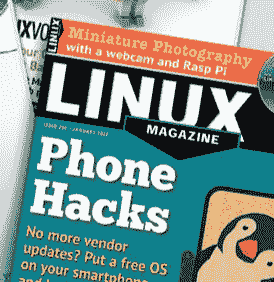 LINUX
Miniature Photography
with a webcam and Rasp Pi
LINUX
MAGAZINE
Phone
Hacks
No more vendor
updates? Put a free OS
on your smartphone